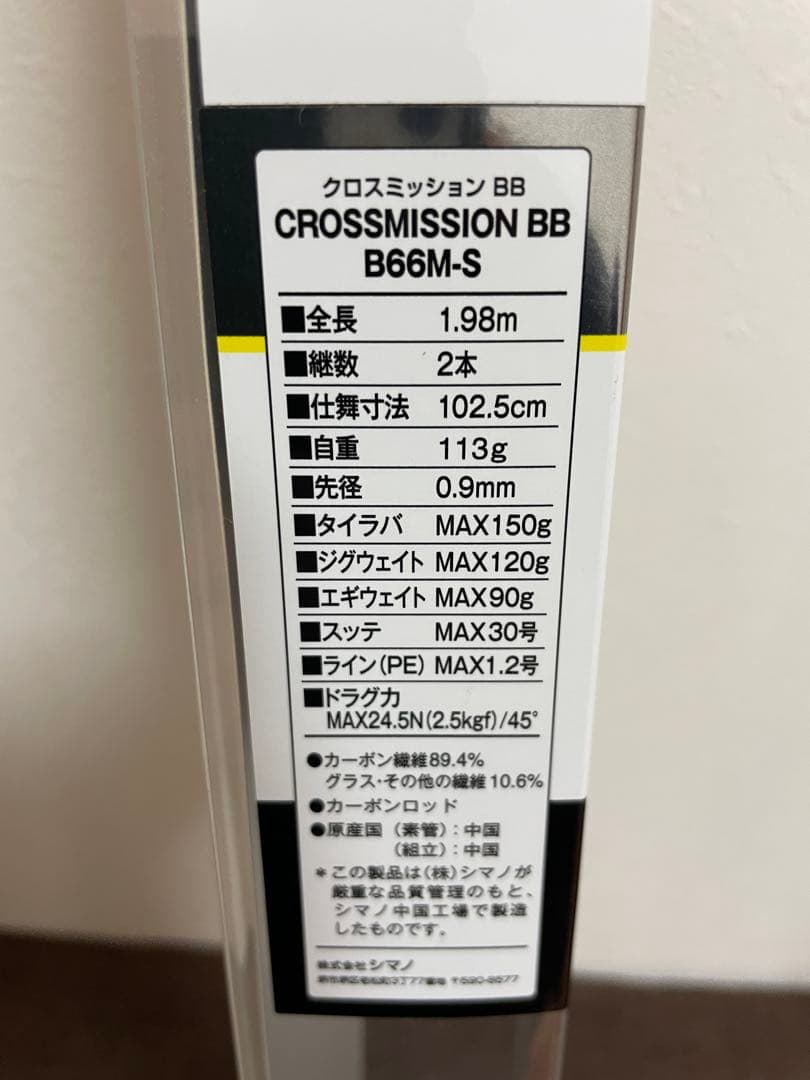 クロスミッション BB
CROSSMISSION BB
B66M-S
■全長 1.98m
■継数 2本
■仕舞寸法 102.5cm
■自重 113g
■先径 0.9mm
■タイラバ MAX150g
■ジグウェイト MAX120g
■エギウェイト MAX90g
■スッテ MAX30号
■ライン(PE) MAX1.2号
■ドラグ力
MAX24.5N(2.5kgf)/45°
●カーボン繊維89.4%
グラス・その他の繊維10.6%
●カーボンロッド
●原産国(素管):中国
(組立):中国
*この製品は(株)シマノが
厳重な品質管理のもと、
シマノ中国工場で製造
したものです。
株式会社シマノ
3丁77番地 〒590-8577